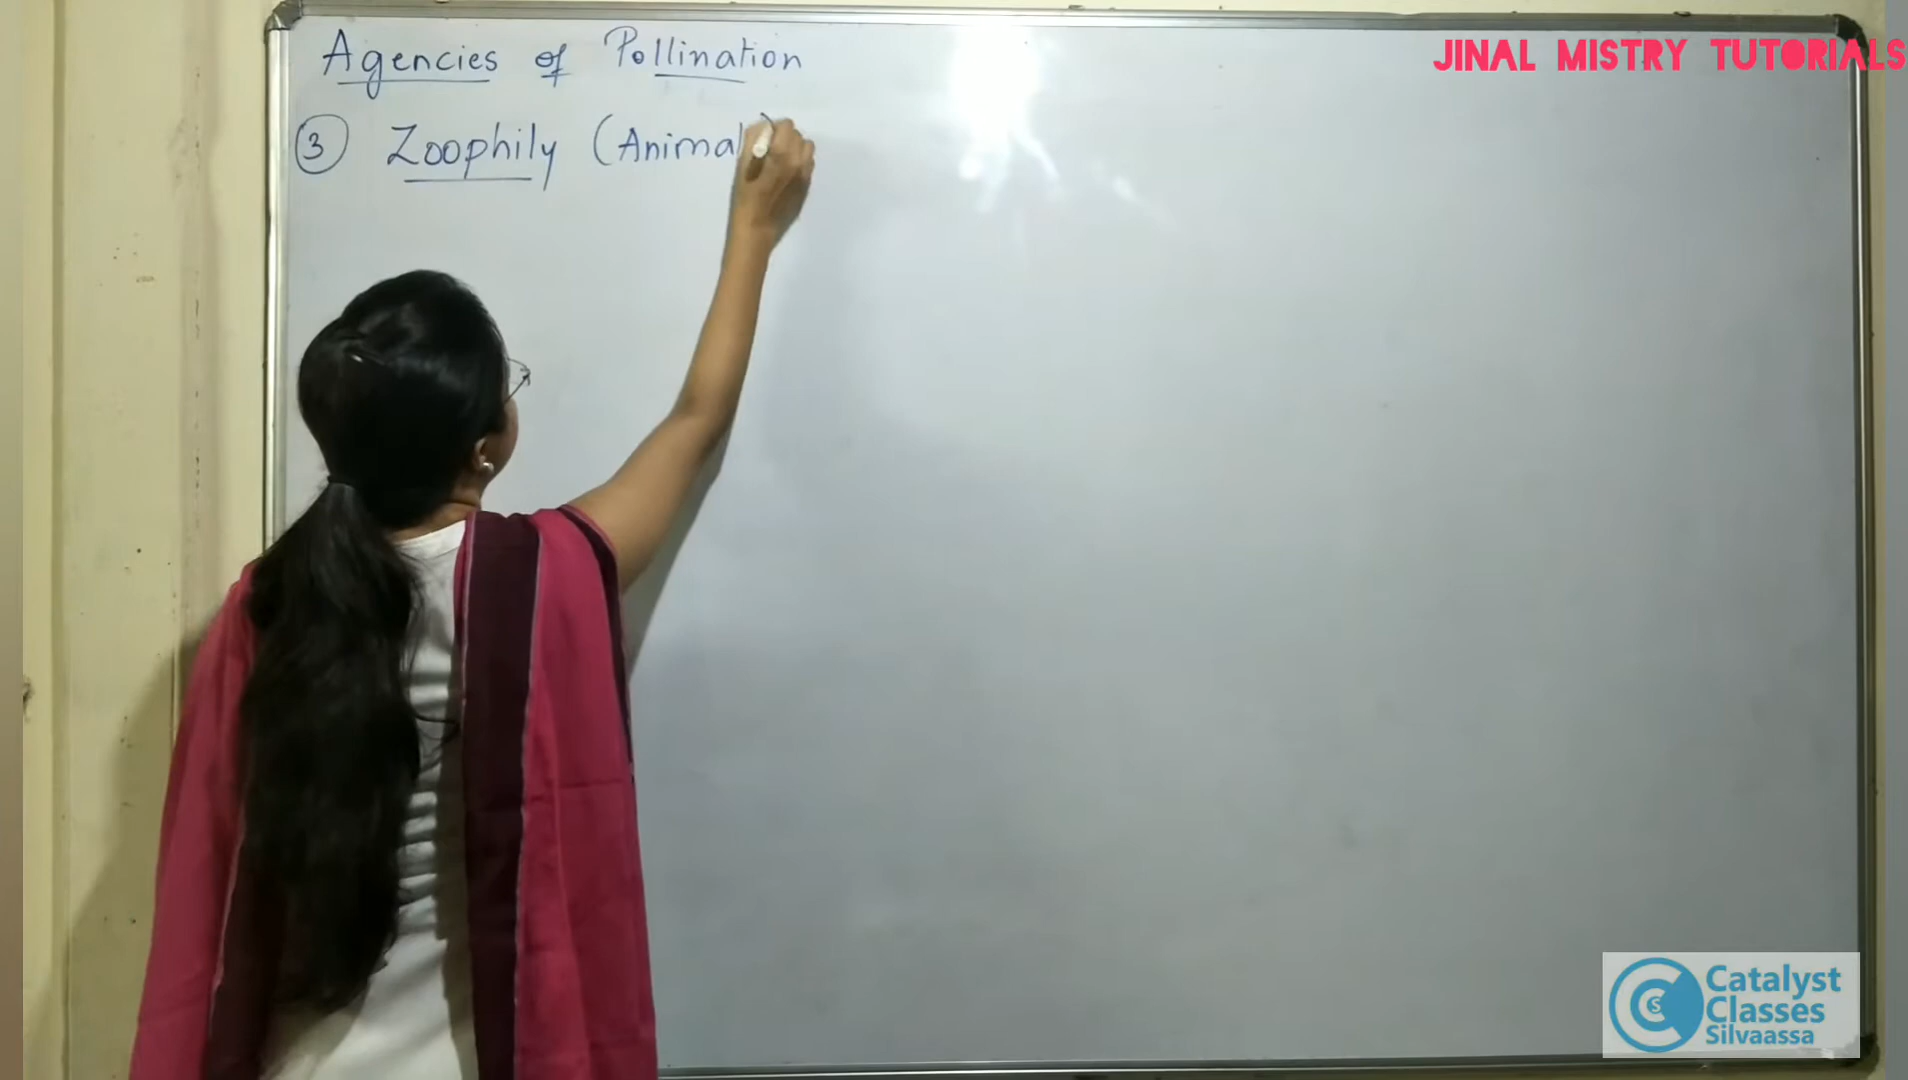 Agencies of Pollination
JINAL MISTRY TUTORIALS
3 Zoophily (Animal)
Catalyst
Classes
Silvaassa